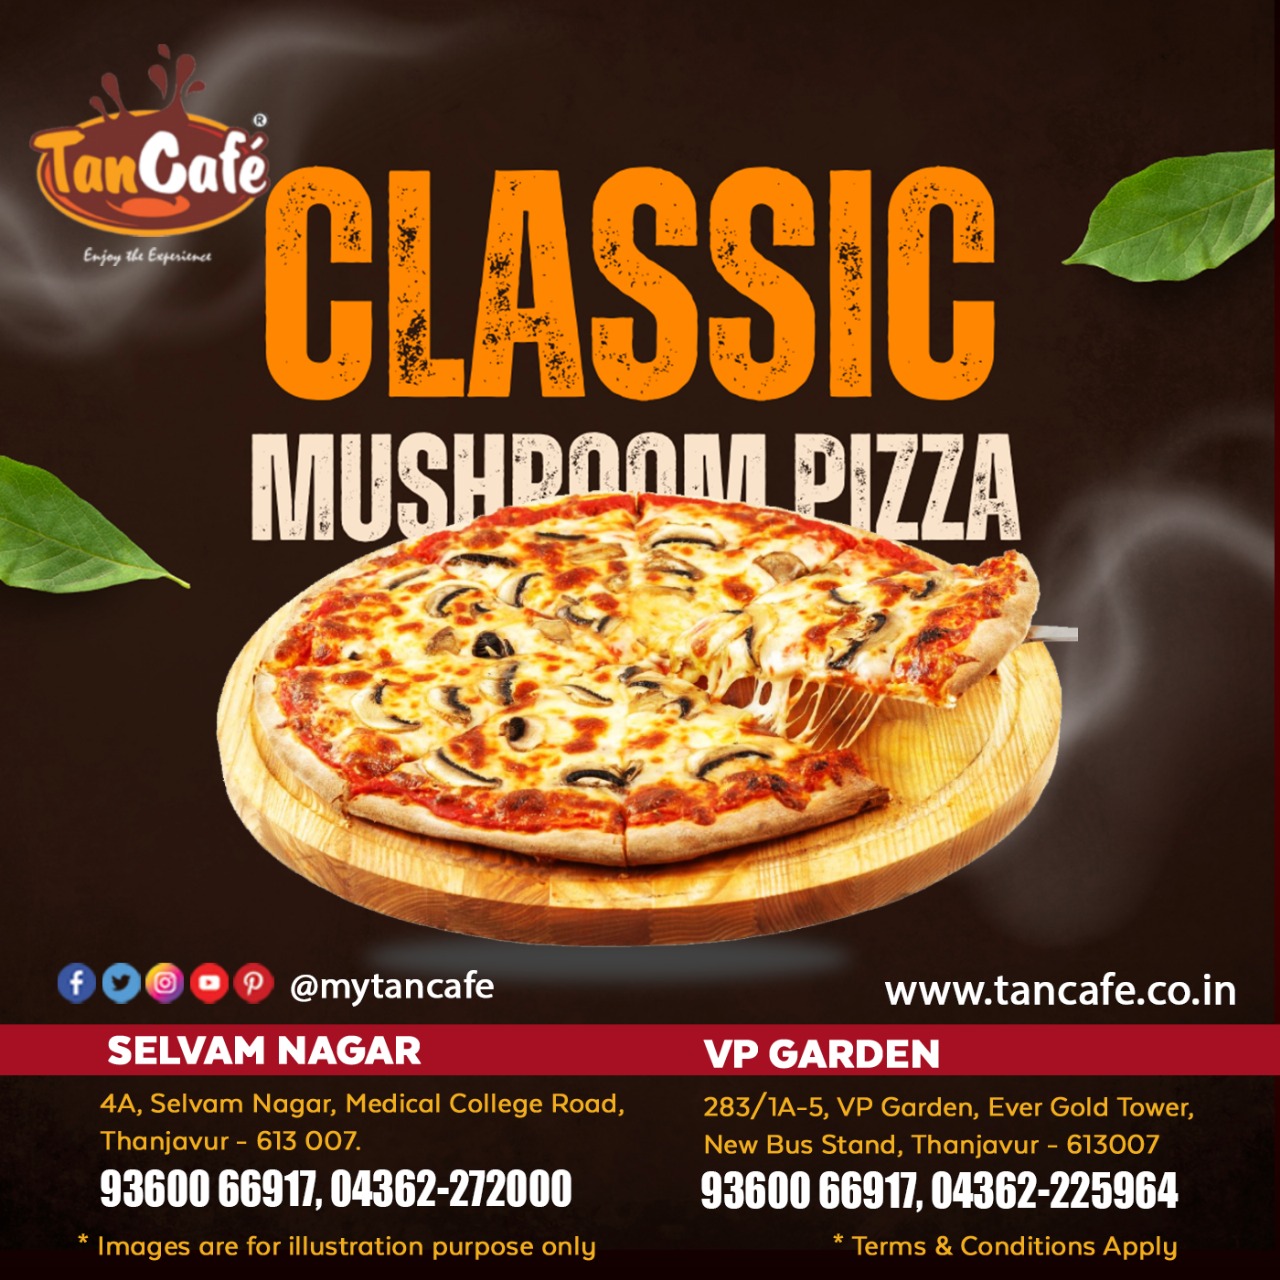 TanCafé®
Enjoy the Experience
CLASSIC
MUSHROOM PIZZA
@mytancafe
www.tancafe.co.in
SELVAM NAGAR
4A, Selvam Nagar, Medical College Road,
Thanjavur - 613 007.
93600 66917, 04362-272000
* Images are for illustration purpose only
VP GARDEN
283/1A-5, VP Garden, Ever Gold Tower,
New Bus Stand, Thanjavur - 613007
93600 66917, 04362-225964
* Terms & Conditions Apply